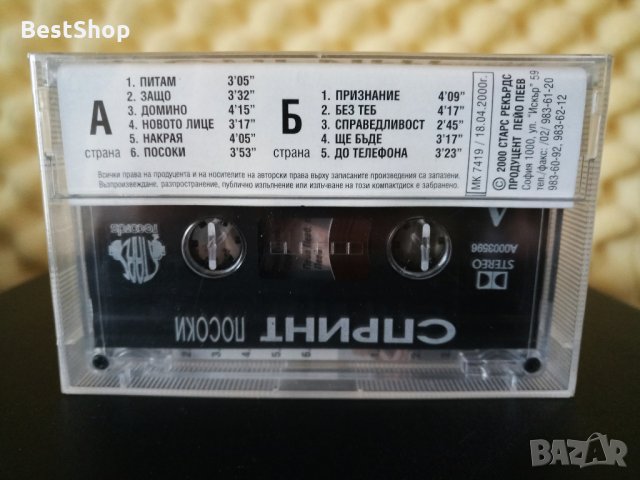 BestShop
А
страна
1. ПИТАМ 3'05"
2. ЗАЩО 3'32"
3. ДОМИНО 4'15"
4. НОВОТО ЛИЦЕ 3'17"
5. НАКРАЯ 4'05"
6. ПОСОКИ 3'53"
Б
страна
1. ПРИЗНАНИЕ 4'09"
2. БЕЗ ТЕБ 4'17"
3. СПРАВЕДЛИВОСТ 2'45"
4. ЩЕ БЪДЕ 3'17"
5. ДО ТЕЛЕФОНА 3'23"
Всички права на продуцента и на носителите на авторски права върху записаните произведения са запазени.
Възпроизвеждане, разпространение, публично изпълнение или излъчване на този компактдиск е забранено.
МК 7419 / 18.04.2000г.
© 2000 СТАРС РЕКЪРДС
ПРОДУЦЕНТ ПЕЙО ПЕЕВ
София 1000, ул. "Искър" 59
тел./факс: /02/ 983-61-20
983-60-92, 983-62-12
STARS
records
A
A0003596
STEREO
СПРИНТ ПОСОКИ
BAZAR